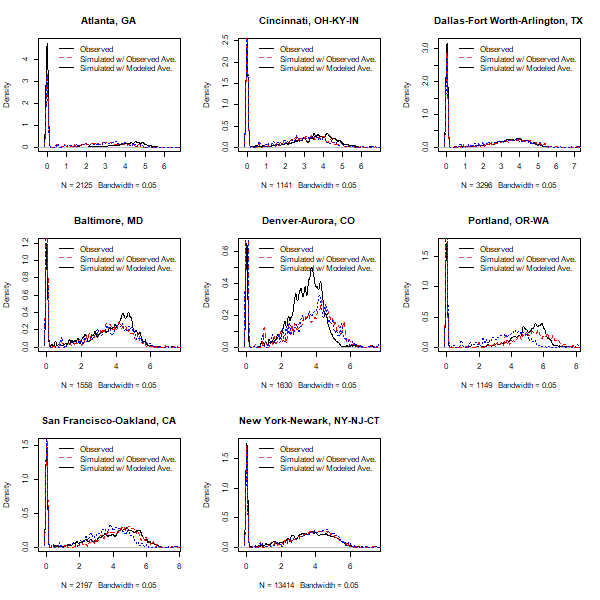 Atlanta, GA
Density
0 1 2 3 4
Observed
Simulated w/ Observed Ave.
Simulated w/ Modeled Ave.
0 1 2 3 4 5 6
N = 2125 Bandwidth = 0.05
Cincinnati, OH-KY-IN
Density
0.0 0.5 1.0 1.5 2.0 2.5
Observed
Simulated w/ Observed Ave.
Simulated w/ Modeled Ave.
0 1 2 3 4 5 6
N = 1141 Bandwidth = 0.05
Dallas-Fort Worth-Arlington, TX
Density
0.0 1.0 2.0 3.0
Observed
Simulated w/ Observed Ave.
Simulated w/ Modeled Ave.
0 1 2 3 4 5 6 7
N = 3296 Bandwidth = 0.05
Baltimore, MD
Density
0.0 0.2 0.4 0.6 0.8 1.0 1.2
Observed
Simulated w/ Observed Ave.
Simulated w/ Modeled Ave.
0 2 4 6
N = 1558 Bandwidth = 0.05
Denver-Aurora, CO
Density
0.0 0.2 0.4 0.6
Observed
Simulated w/ Observed Ave.
Simulated w/ Modeled Ave.
0 2 4 6
N = 1630 Bandwidth = 0.05
Portland, OR-WA
Density
0.0 0.5 1.0 1.5
Observed
Simulated w/ Observed Ave.
Simulated w/ Modeled Ave.
0 2 4 6 8
N = 1149 Bandwidth = 0.05
San Francisco-Oakland, CA
Density
0.0 0.5 1.0 1.5
Observed
Simulated w/ Observed Ave.
Simulated w/ Modeled Ave.
0 2 4 6 8
N = 2197 Bandwidth = 0.05
New York-Newark, NY-NJ-CT
Density
0.0 0.5 1.0 1.5
Observed
Simulated w/ Observed Ave.
Simulated w/ Modeled Ave.
0 2 4 6
N = 13414 Bandwidth = 0.05